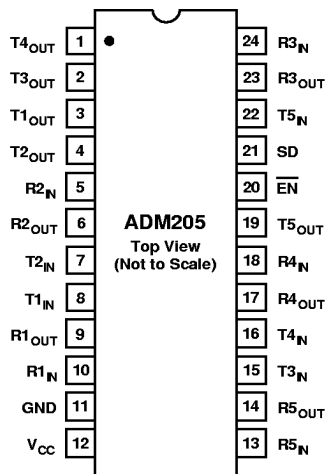 T4OUT 1 24 R3IN
T3OUT 2 23 R3OUT
T1OUT 3 22 T5IN
T2OUT 4 21 SD
R2IN 5 20 EN
R2OUT 6 ADM205 19 T5OUT
Top View
T2IN 7 (Not to Scale) 18 R4IN
T1IN 8 17 R4OUT
R1OUT 9 16 T4IN
R1IN 10 15 T3IN
GND 11 14 R5OUT
VCC 12 13 R5IN